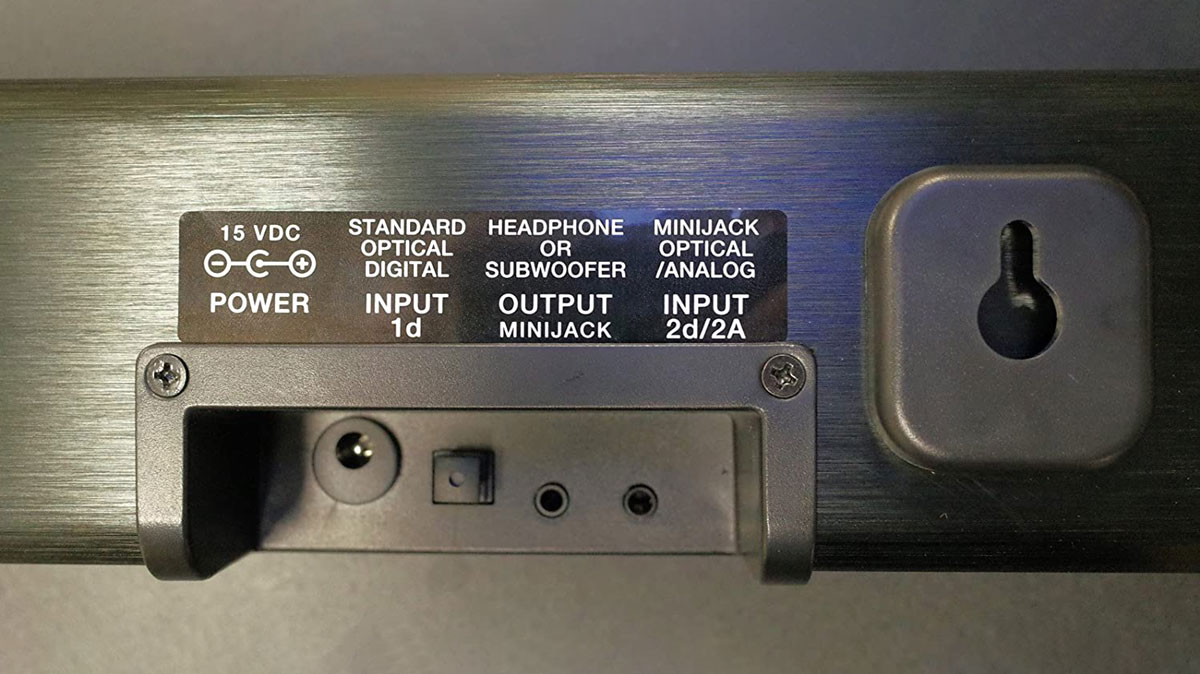 15 VDC
POWER
STANDARD
OPTICAL
DIGITAL
INPUT
1d
HEADPHONE
OR
SUBWOOFER
OUTPUT
MINIJACK
MINIJACK
OPTICAL
/ANALOG
INPUT
2d/2A